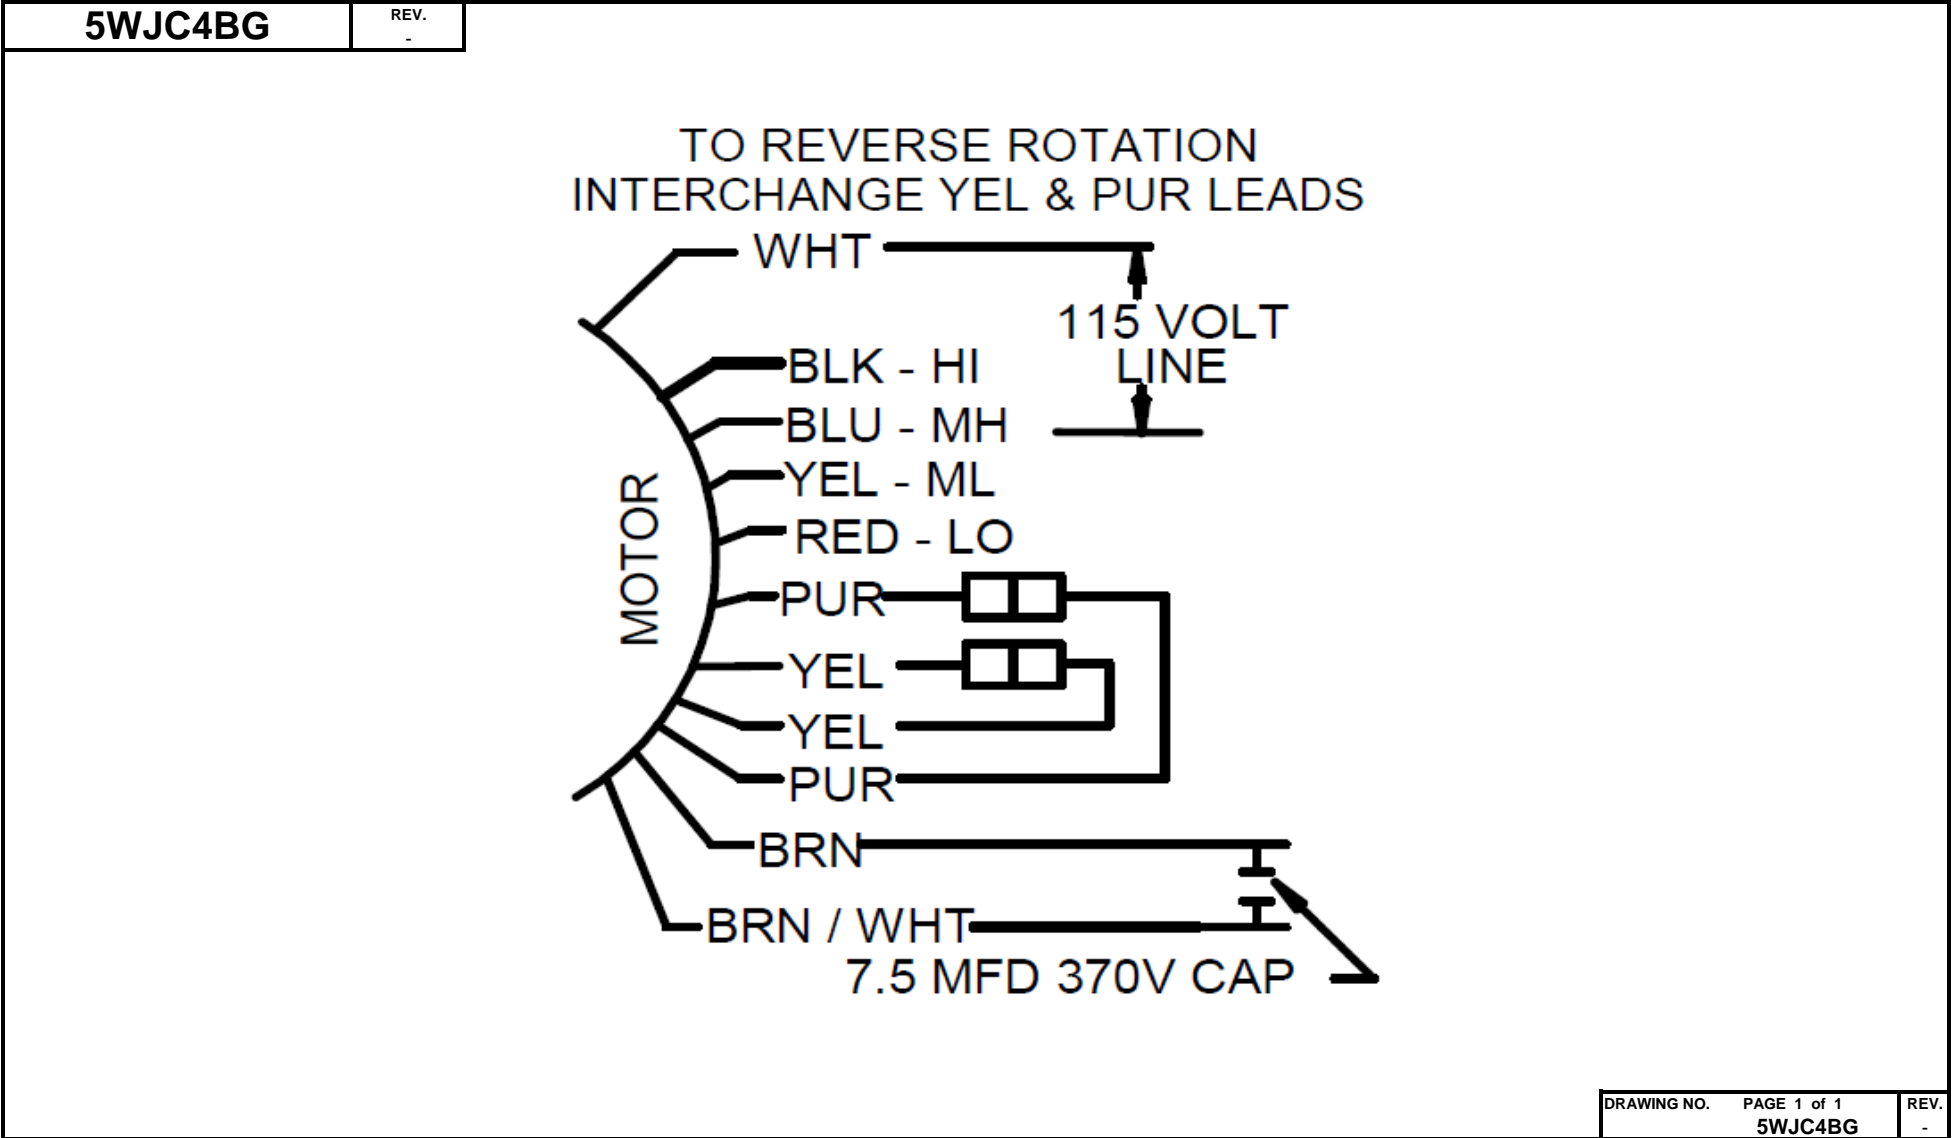 5WJC4BG
REV.
-
TO REVERSE ROTATION
INTERCHANGE YEL & PUR LEADS
WHT
115 VOLT
LINE
BLK - HI
BLU - MH
YEL - ML
RED - LO
MOTOR
PUR
YEL
YEL
PUR
BRN
BRN / WHT
7.5 MFD 370V CAP
DRAWING NO. PAGE 1 of 1
5WJC4BG
REV.
-